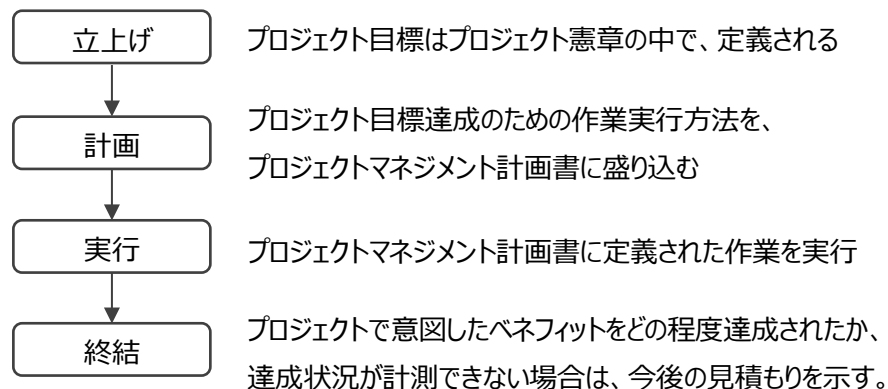 立上げ
プロジェクト目標はプロジェクト憲章の中で、定義される
計画
プロジェクト目標達成のための作業実行方法を、
プロジェクトマネジメント計画書に盛り込む
実行
プロジェクトマネジメント計画書に定義された作業を実行
終結
プロジェクトで意図したベネフィットをどの程度達成されたか、
達成状況が計測できない場合は、今後の見積もりを示す。